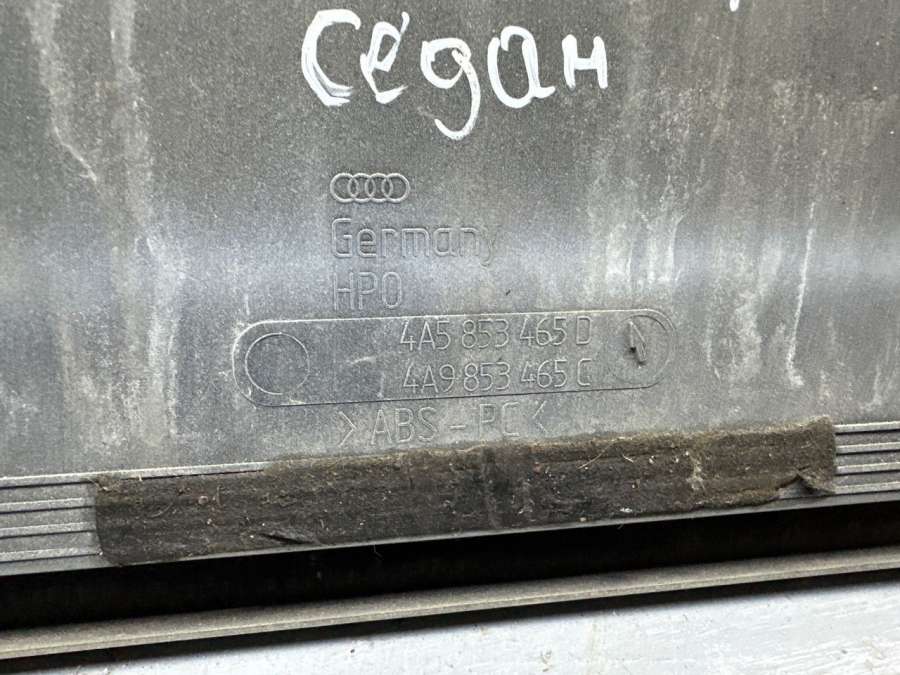 Седан
Germany
HPO
4A5 853 465 D
4A9 853 465 C
>ABS-PC<